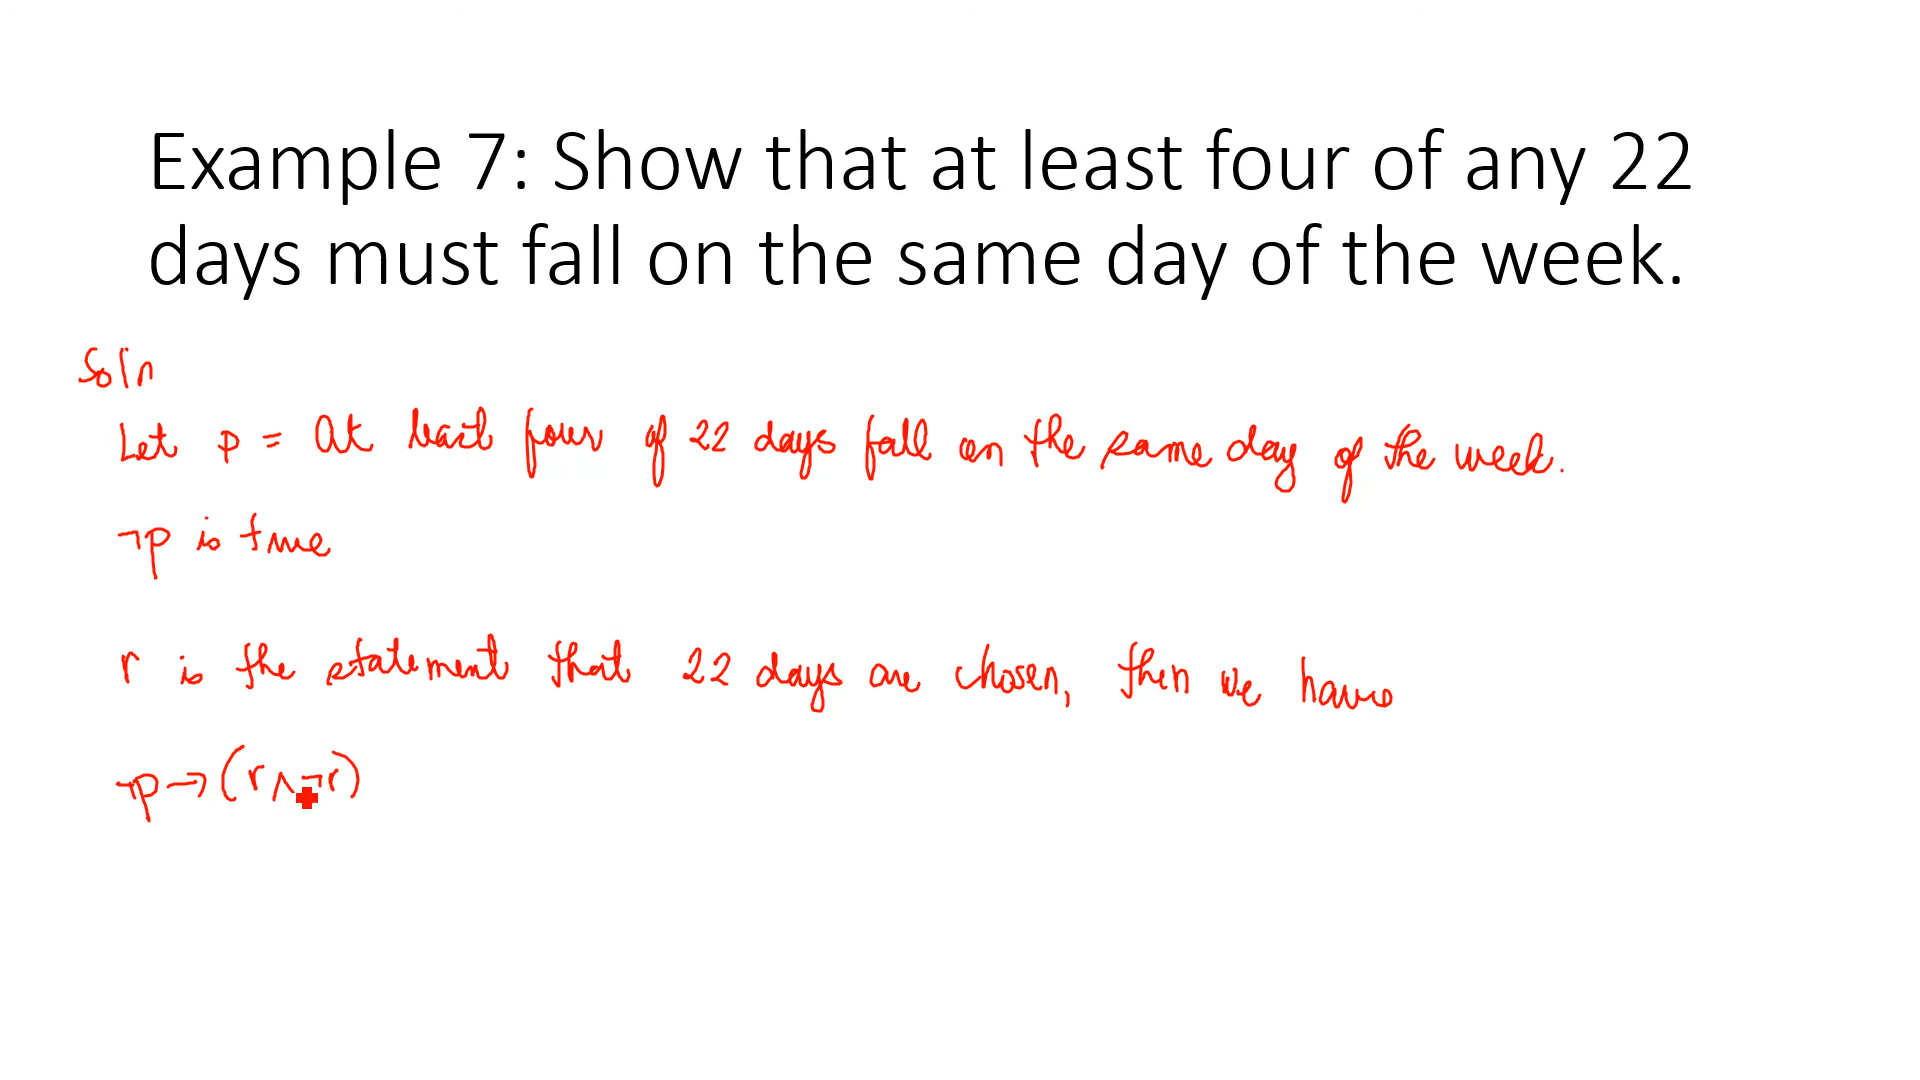 Example 7: Show that at least four of any 22
days must fall on the same day of the week.
Soln
Let p = At least four of 22 days fall on the same day of the week.
¬p is true
r is the statement that 22 days are chosen, then we have
¬p → (r ∧ ¬r)